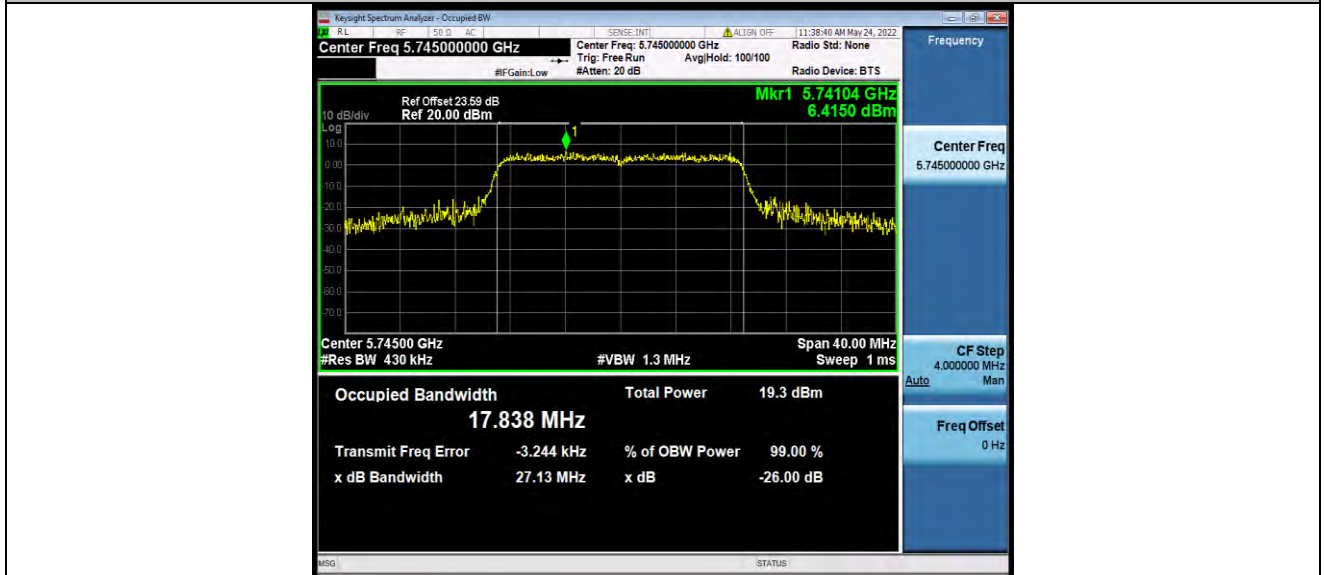 Keysight Spectrum Analyzer - Occupied BW
RL RF 50 Ω AC SENSE:INT ALIGN OFF 11:38:40 AM May 24, 2022
Center Freq 5.745000000 GHz
Center Freq: 5.745000000 GHz
Radio Std: None
Trig: Free Run Avg|Hold: 100/100
#IFGain:Low
#Atten: 20 dB
Radio Device: BTS
Frequency
Mkr1 5.74104 GHz
6.4150 dBm
Ref Offset 23.59 dB
10 dB/div Ref 20.00 dBm
Log
1
10.0
0.00
-10.0
-20.0
-30.0
-40.0
-50.0
-60.0
-70.0
Center Freq
5.745000000 GHz
Center 5.74500 GHz
Span 40.00 MHz
#Res BW 430 kHz
#VBW 1.3 MHz
Sweep 1 ms
CF Step
4.000000 MHz
Auto Man
Occupied Bandwidth
17.838 MHz
Total Power 19.3 dBm
Transmit Freq Error -3.244 kHz
% of OBW Power 99.00 %
x dB Bandwidth 27.13 MHz
x dB -26.00 dB
Freq Offset
0 Hz
MSG
STATUS